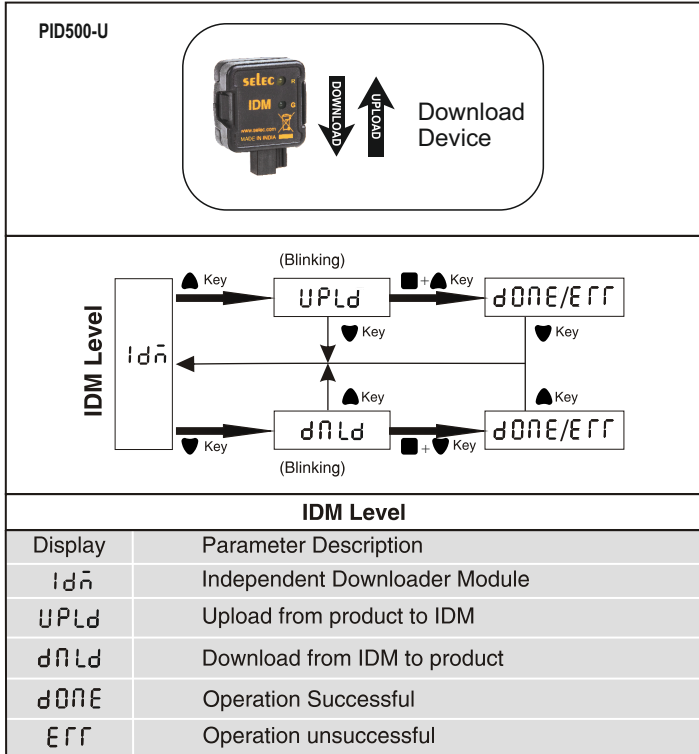 PID500-U
selec R
IDM G
www.selec.com
MADE IN INDIA
DOWNLOAD
UPLOAD
Download
Device
IDM Level
(Blinking)
Key
UPLd
+ Key
dONE/Err
Key
Key
Idm
Key
Key
Key
dNLd
+ Key
dONE/Err
(Blinking)
IDM Level
Display Parameter Description
Idm Independent Downloader Module
UPLd Upload from product to IDM
dNLd Download from IDM to product
dONE Operation Successful
Err Operation unsuccessful